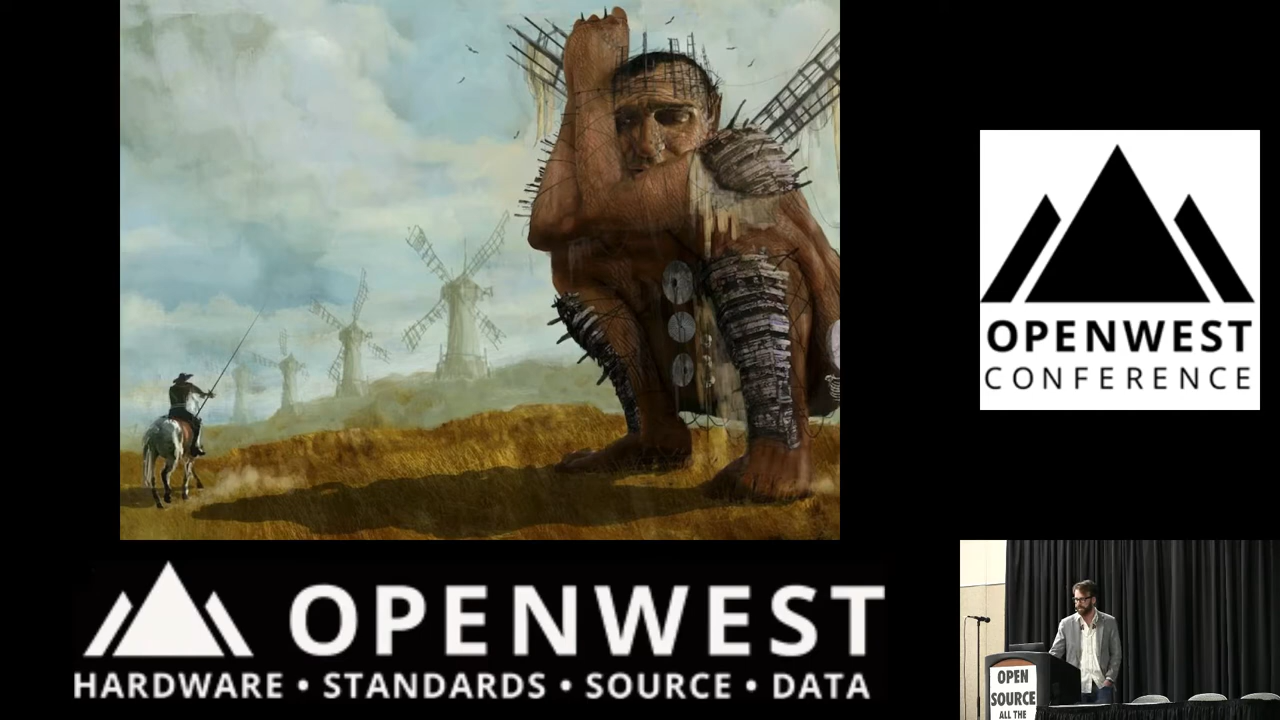 OPENWEST
CONFERENCE
OPENWEST
HARDWARE • STANDARDS • SOURCE • DATA
OPEN
SOURCE
ALL THE